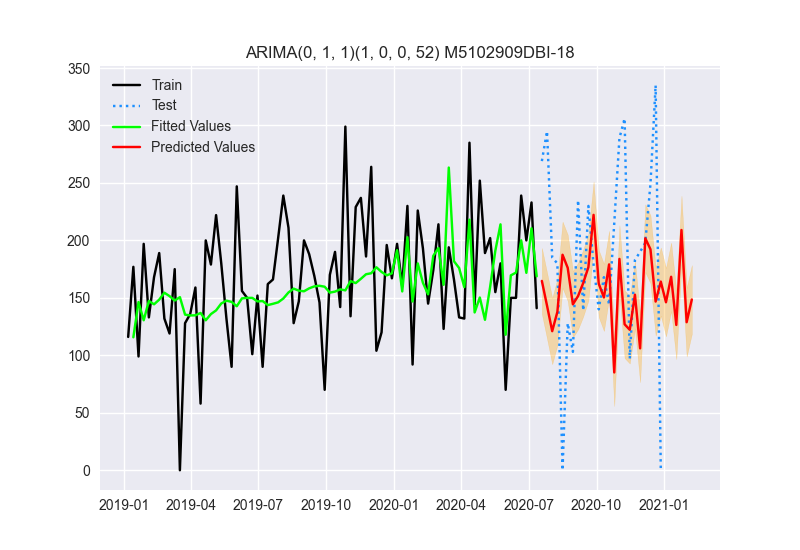 ARIMA(0, 1, 1)(1, 0, 0, 52) M5102909DBI-18
350
300
250
200
150
100
50
0
Train
Test
Fitted Values
Predicted Values
2019-01 2019-04 2019-07 2019-10 2020-01 2020-04 2020-07 2020-10 2021-01